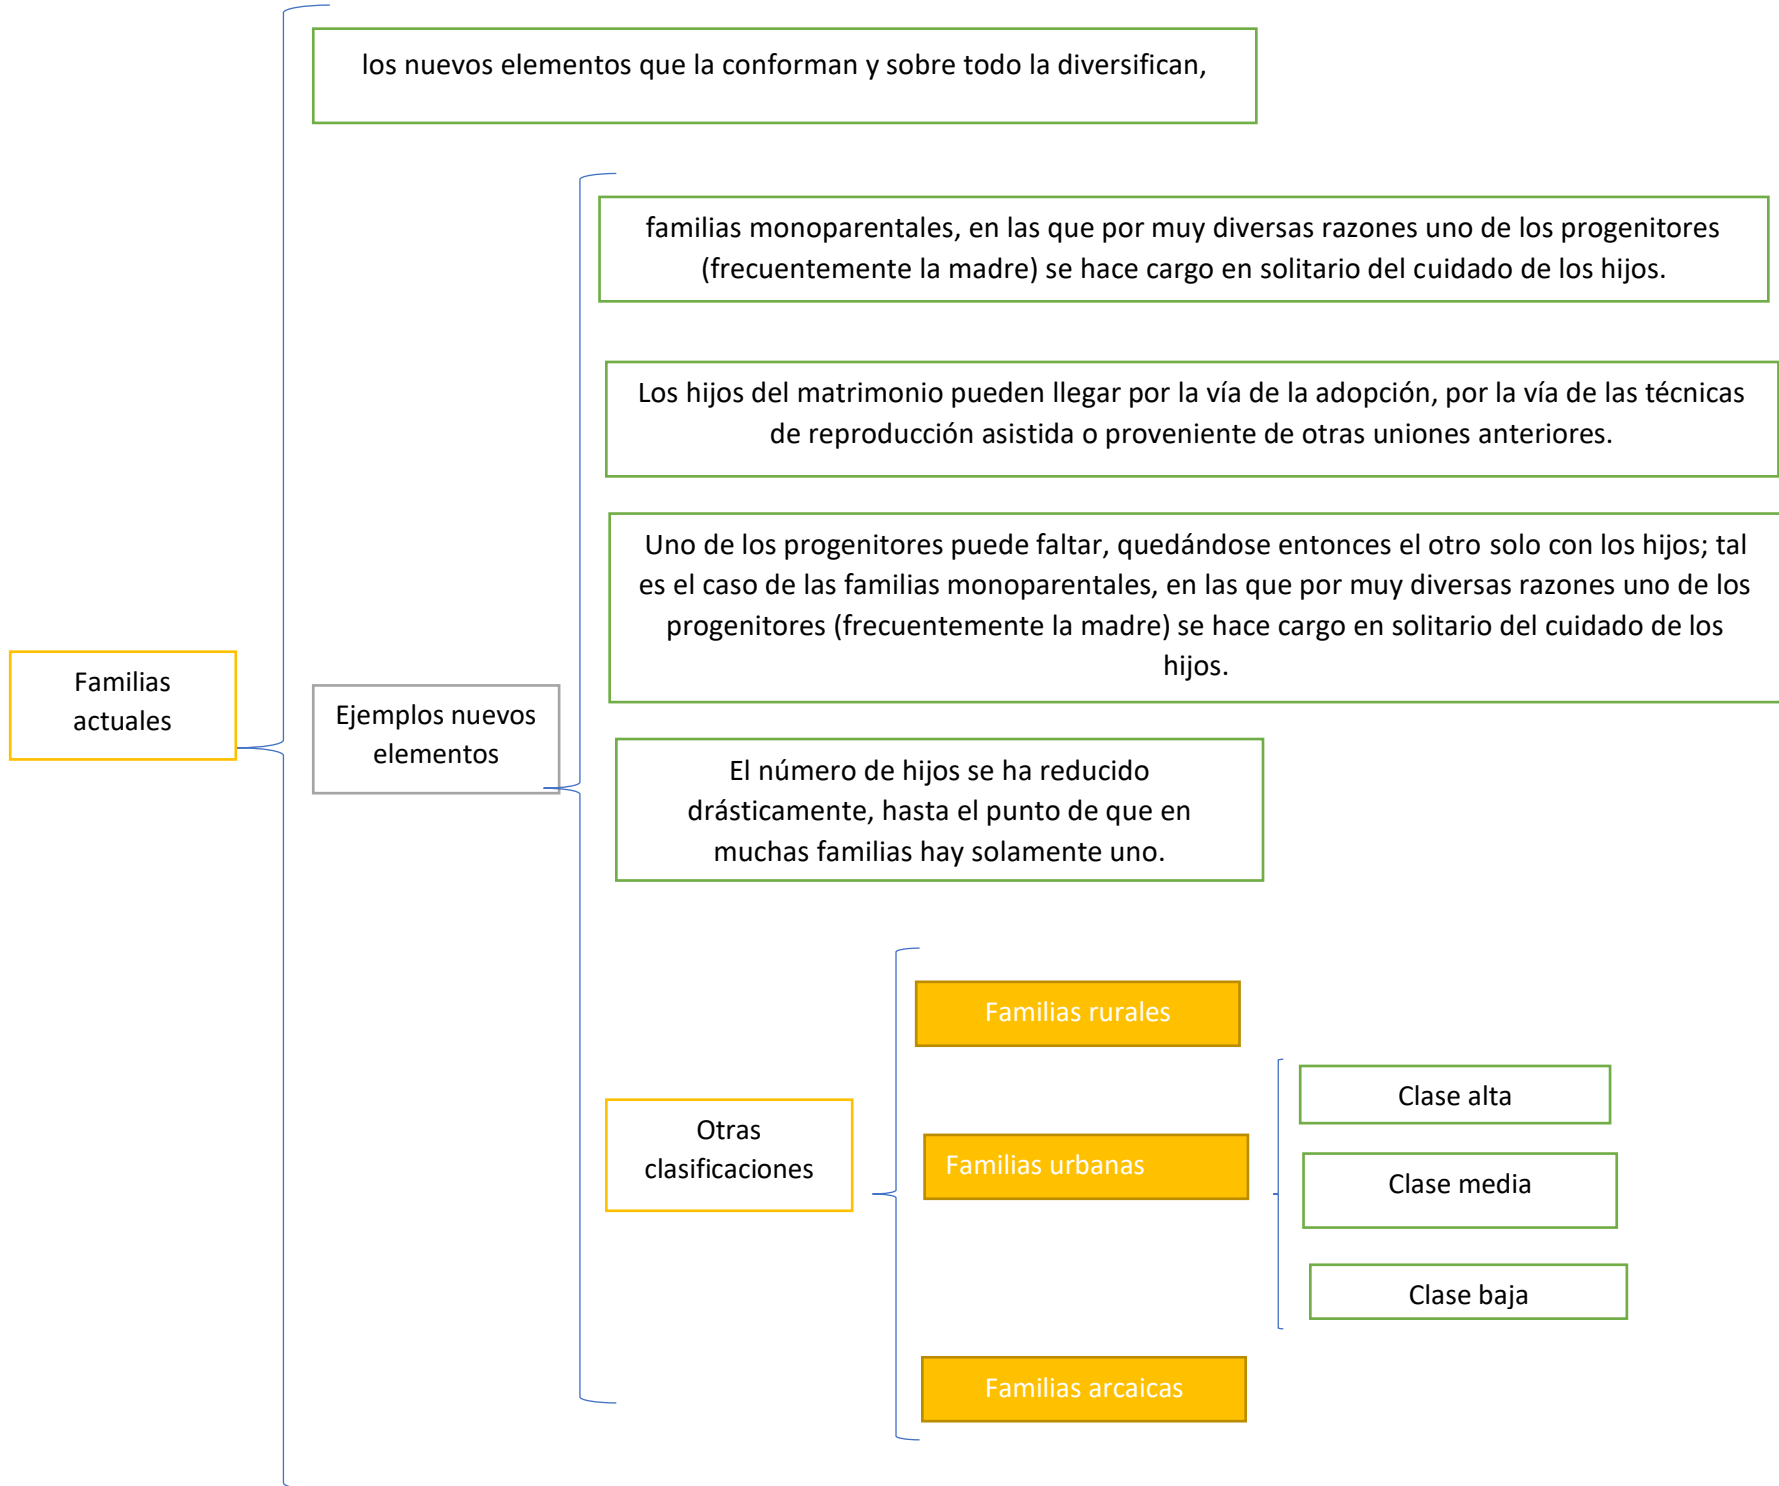 los nuevos elementos que la conforman y sobre todo la diversifican,
familias monoparentales, en las que por muy diversas razones uno de los progenitores
(frecuentemente la madre) se hace cargo en solitario del cuidado de los hijos.
Los hijos del matrimonio pueden llegar por la vía de la adopción, por la vía de las técnicas
de reproducción asistida o proveniente de otras uniones anteriores.
Uno de los progenitores puede faltar, quedándose entonces el otro solo con los hijos; tal
es el caso de las familias monoparentales, en las que por muy diversas razones uno de los
progenitores (frecuentemente la madre) se hace cargo en solitario del cuidado de los
hijos.
Familias
actuales
Ejemplos nuevos
elementos
El número de hijos se ha reducido
drásticamente, hasta el punto de que en
muchas familias hay solamente uno.
Otras
clasificaciones
Familias rurales
Familias urbanas
Clase alta
Clase media
Clase baja
Familias arcaicas